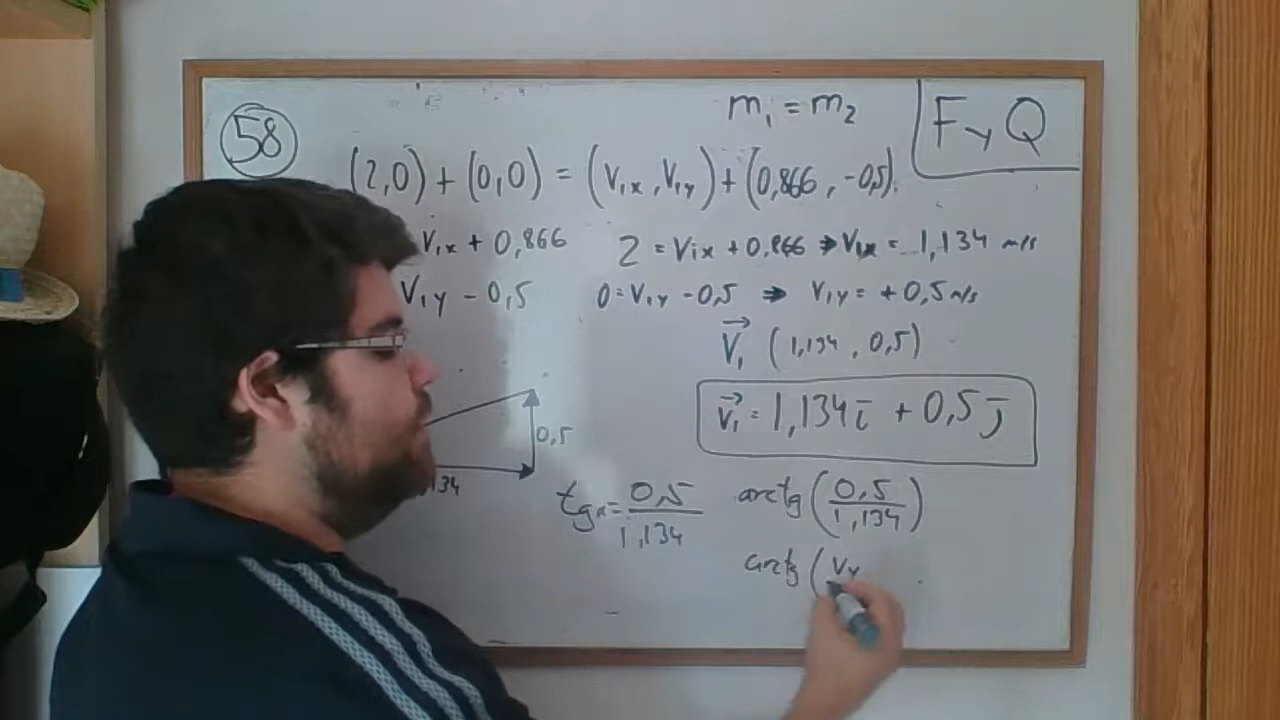 58
m₁ = m₂
F y Q
(2,0) + (0,0) = (V₁ₓ, V₁y) + (0,866, -0,5).
V₁ₓ + 0,866
2 = V₁ₓ + 0,866 → V₁ₓ = 1,134 m/s
V₁y - 0,5
0 = V₁y - 0,5 → V₁y = +0,5 m/s
V⃗₁ (1,134, 0,5)
v⃗₁ = 1,134 i + 0,5 j
0,5
,134
tg α = 0,5 / 1,134
arctg (0,5 / 1,134)
arctg (Vy